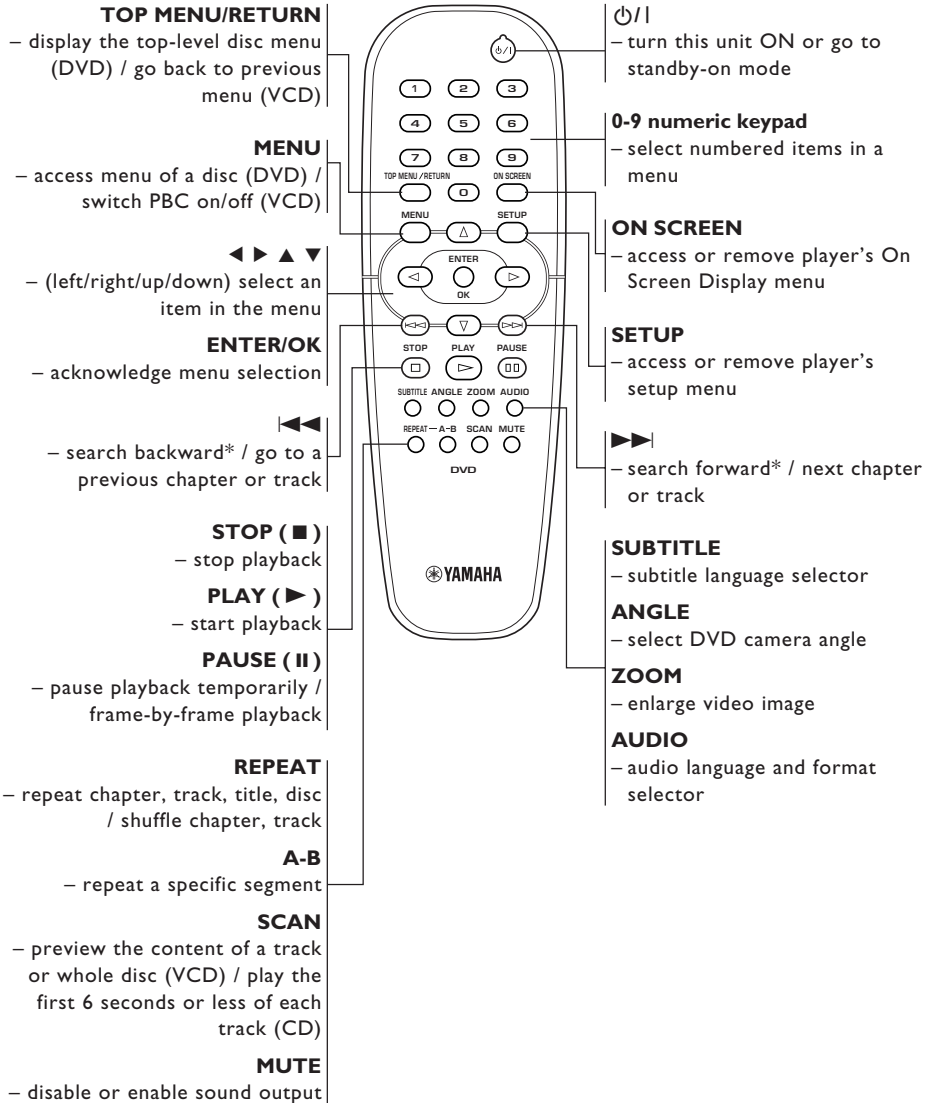 TOP MENU/RETURN
– display the top-level disc menu
(DVD) / go back to previous
menu (VCD)
MENU
– access menu of a disc (DVD) /
switch PBC on/off (VCD)
◀ ▶ ▲ ▼
– (left/right/up/down) select an
item in the menu
ENTER/OK
– acknowledge menu selection
|◀◀
– search backward* / go to a
previous chapter or track
STOP ( ■ )
– stop playback
PLAY ( ▶ )
– start playback
PAUSE ( II )
– pause playback temporarily /
frame-by-frame playback
REPEAT
– repeat chapter, track, title, disc
/ shuffle chapter, track
A-B
– repeat a specific segment
SCAN
– preview the content of a track
or whole disc (VCD) / play the
first 6 seconds or less of each
track (CD)
MUTE
– disable or enable sound output
⏻/I
1 2 3
4 5 6
7 8 9
TOP MENU / RETURN 0 ON SCREEN
MENU SETUP
ENTER
OK
STOP PLAY PAUSE
SUBTITLE ANGLE ZOOM AUDIO
REPEAT — A-B SCAN MUTE
DVD
YAMAHA
⏻/I
– turn this unit ON or go to
standby-on mode
0-9 numeric keypad
– select numbered items in a
menu
ON SCREEN
– access or remove player's On
Screen Display menu
SETUP
– access or remove player's
setup menu
▶▶|
– search forward* / next chapter
or track
SUBTITLE
– subtitle language selector
ANGLE
– select DVD camera angle
ZOOM
– enlarge video image
AUDIO
– audio language and format
selector